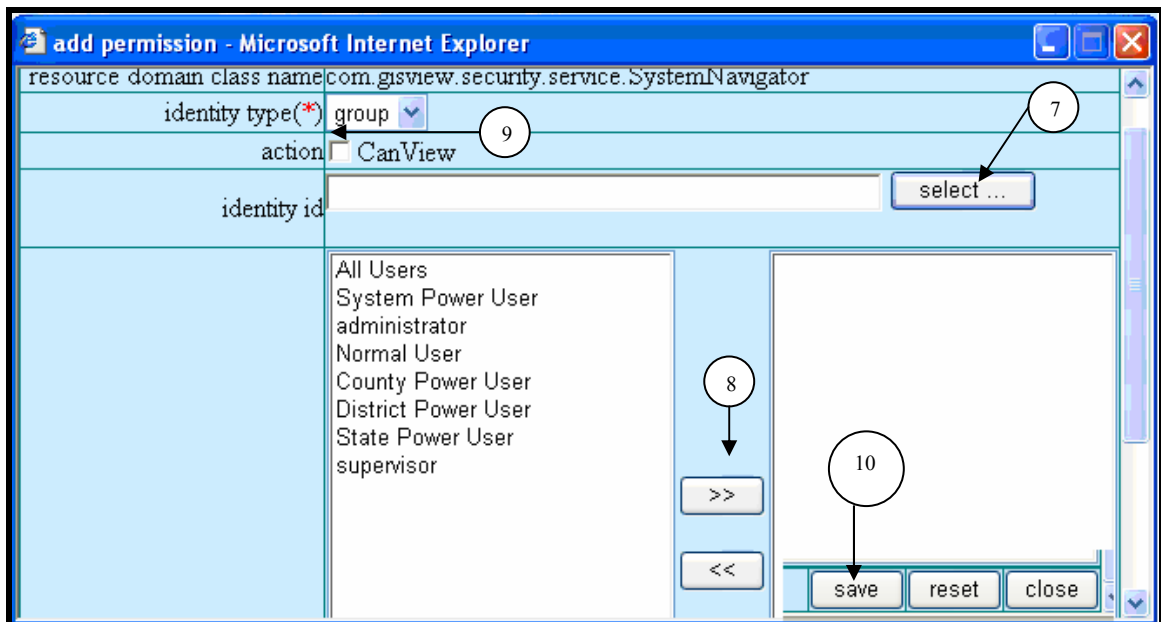 add permission - Microsoft Internet Explorer
resource domain class name com.gisview.security.service.SystemNavigator
identity type(*) group
7
9
action CanView
identity id select ...
All Users
System Power User
administrator
Normal User
County Power User
District Power User
State Power User
supervisor
8
>>
<<
10
save reset close